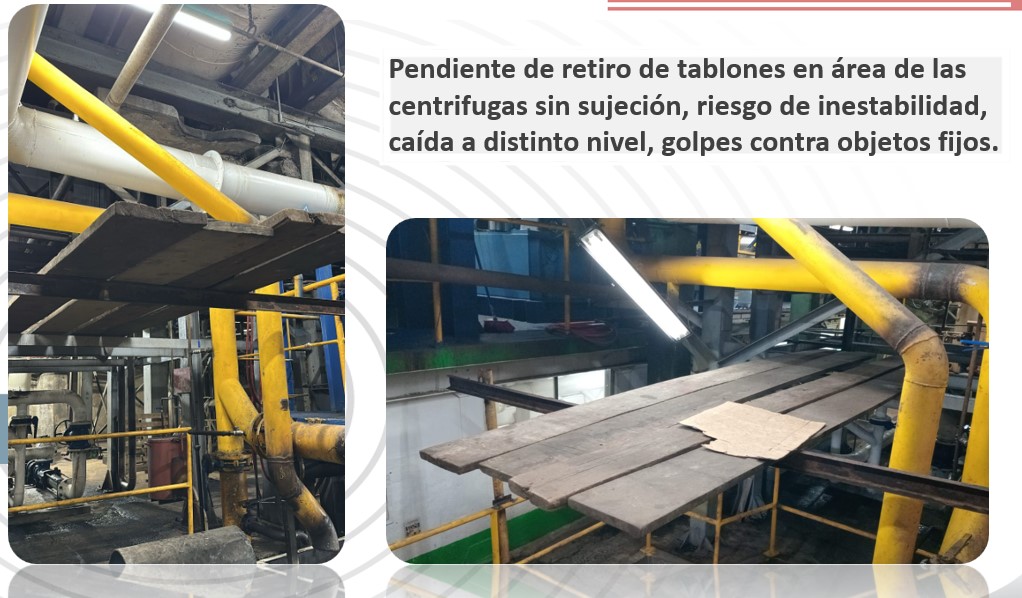 Pendiente de retiro de tablones en área de las
centrifugas sin sujeción, riesgo de inestabilidad,
caída a distinto nivel, golpes contra objetos fijos.